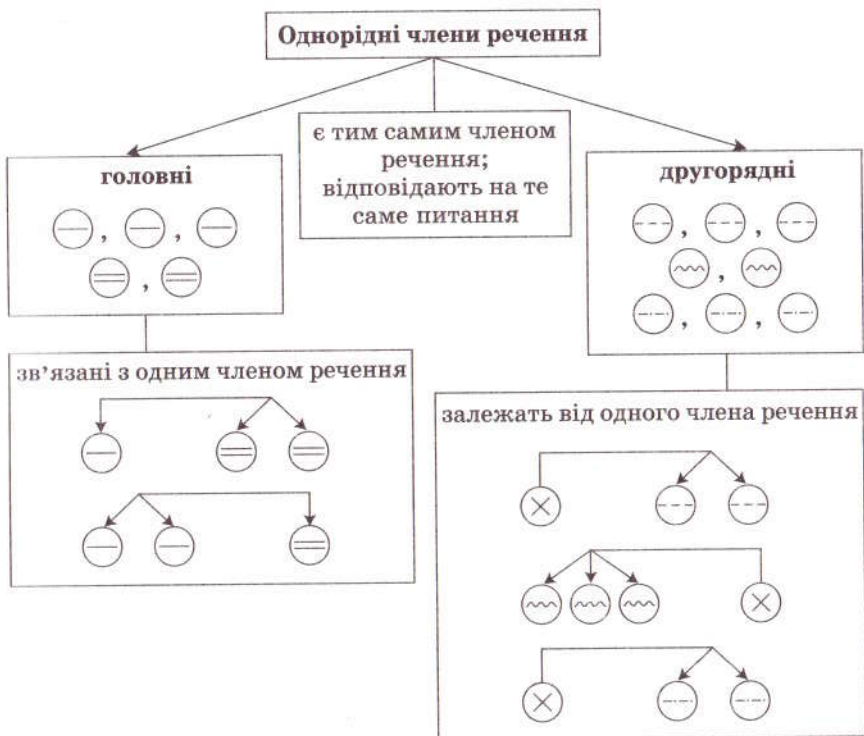 Однорідні члени речення
є тим самим членом
речення;
відповідають на те
саме питання
головні
, ,
,
другорядні
, ,
,
, ,
зв’язані з одним членом речення
залежать від одного члена речення